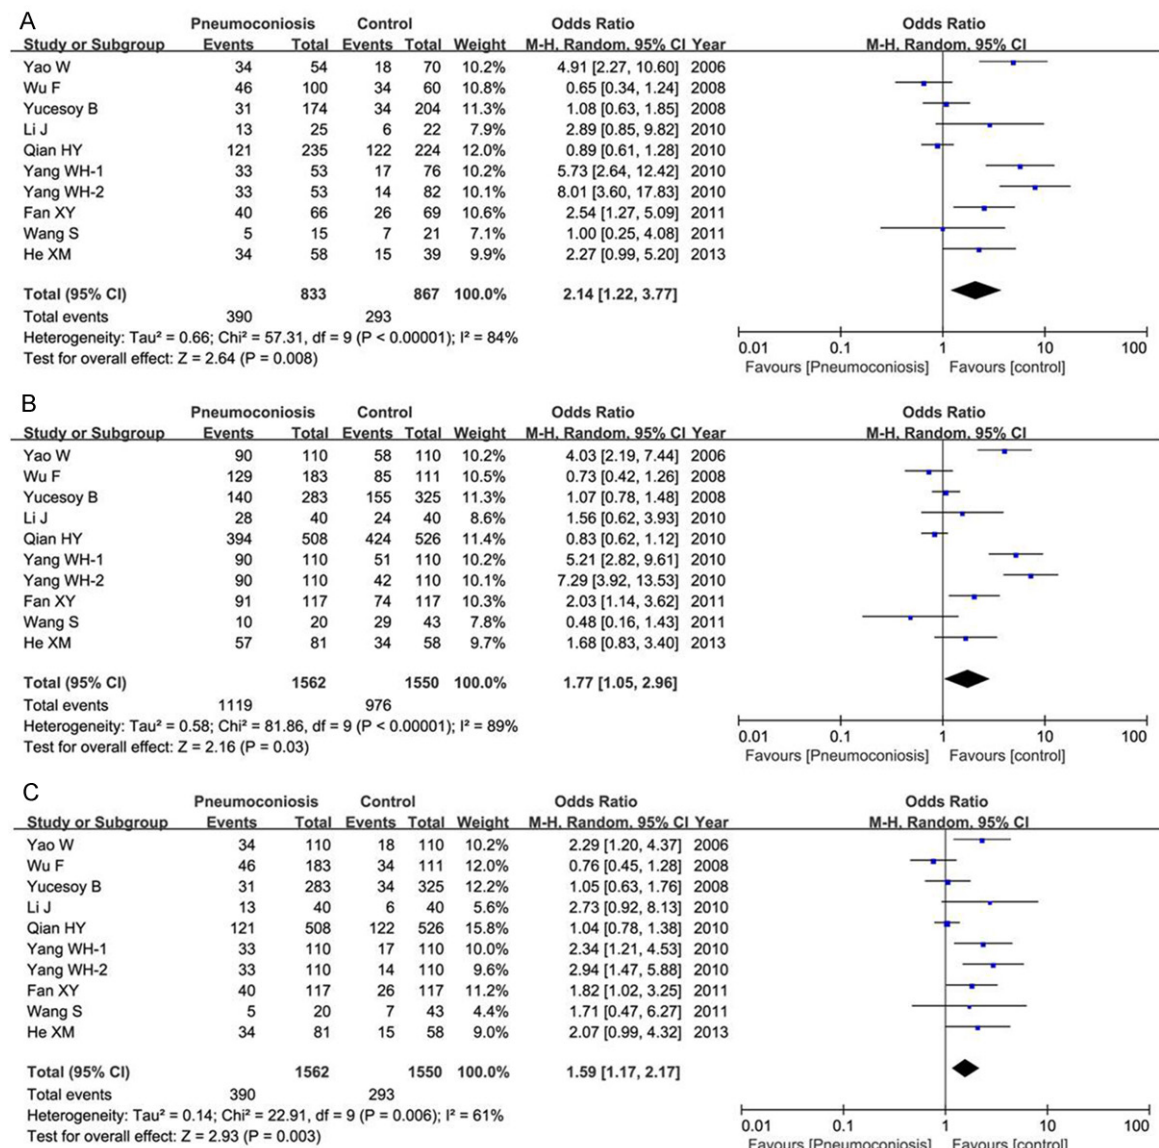 A
Pneumoconiosis Control Odds Ratio Odds Ratio
Study or Subgroup Events Total Events Total Weight M-H, Random, 95% CI Year M-H, Random, 95% CI
Yao W 34 54 18 70 10.2% 4.91 [2.27, 10.60] 2006
Wu F 46 100 34 60 10.8% 0.65 [0.34, 1.24] 2008
Yucesoy B 31 174 34 204 11.3% 1.08 [0.63, 1.85] 2008
Li J 13 25 6 22 7.9% 2.89 [0.85, 9.82] 2010
Qian HY 121 235 122 224 12.0% 0.89 [0.61, 1.28] 2010
Yang WH-1 33 53 17 76 10.2% 5.73 [2.64, 12.42] 2010
Yang WH-2 33 53 14 82 10.1% 8.01 [3.60, 17.83] 2010
Fan XY 40 66 26 69 10.6% 2.54 [1.27, 5.09] 2011
Wang S 5 15 7 21 7.1% 1.00 [0.25, 4.08] 2011
He XM 34 58 15 39 9.9% 2.27 [0.99, 5.20] 2013
Total (95% CI) 833 867 100.0% 2.14 [1.22, 3.77]
Total events 390 293
Heterogeneity: Tau² = 0.66; Chi² = 57.31, df = 9 (P < 0.00001); I² = 84%
Test for overall effect: Z = 2.64 (P = 0.008)
0.01 0.1 1 10 100
Favours [Pneumoconiosis] Favours [control]
B
Pneumoconiosis Control Odds Ratio Odds Ratio
Study or Subgroup Events Total Events Total Weight M-H, Random, 95% CI Year M-H, Random, 95% CI
Yao W 90 110 58 110 10.2% 4.03 [2.19, 7.44] 2006
Wu F 129 183 85 111 10.5% 0.73 [0.42, 1.26] 2008
Yucesoy B 140 283 155 325 11.3% 1.07 [0.78, 1.48] 2008
Li J 28 40 24 40 8.6% 1.56 [0.62, 3.93] 2010
Qian HY 394 508 424 526 11.4% 0.83 [0.62, 1.12] 2010
Yang WH-1 90 110 51 110 10.2% 5.21 [2.82, 9.61] 2010
Yang WH-2 90 110 42 110 10.1% 7.29 [3.92, 13.53] 2010
Fan XY 91 117 74 117 10.3% 2.03 [1.14, 3.62] 2011
Wang S 10 20 29 43 7.8% 0.48 [0.16, 1.43] 2011
He XM 57 81 34 58 9.7% 1.68 [0.83, 3.40] 2013
Total (95% CI) 1562 1550 100.0% 1.77 [1.05, 2.96]
Total events 1119 976
Heterogeneity: Tau² = 0.58; Chi² = 81.86, df = 9 (P < 0.00001); I² = 89%
Test for overall effect: Z = 2.16 (P = 0.03)
0.01 0.1 1 10 100
Favours [Pneumoconiosis] Favours [control]
C
Pneumoconiosis Control Odds Ratio Odds Ratio
Study or Subgroup Events Total Events Total Weight M-H, Random, 95% CI Year M-H, Random, 95% CI
Yao W 34 110 18 110 10.2% 2.29 [1.20, 4.37] 2006
Wu F 46 183 34 111 12.0% 0.76 [0.45, 1.28] 2008
Yucesoy B 31 283 34 325 12.2% 1.05 [0.63, 1.76] 2008
Li J 13 40 6 40 5.6% 2.73 [0.92, 8.13] 2010
Qian HY 121 508 122 526 15.8% 1.04 [0.78, 1.38] 2010
Yang WH-1 33 110 17 110 10.0% 2.34 [1.21, 4.53] 2010
Yang WH-2 33 110 14 110 9.6% 2.94 [1.47, 5.88] 2010
Fan XY 40 117 26 117 11.2% 1.82 [1.02, 3.25] 2011
Wang S 5 20 7 43 4.4% 1.71 [0.47, 6.27] 2011
He XM 34 81 15 58 9.0% 2.07 [0.99, 4.32] 2013
Total (95% CI) 1562 1550 100.0% 1.59 [1.17, 2.17]
Total events 390 293
Heterogeneity: Tau² = 0.14; Chi² = 22.91, df = 9 (P = 0.006); I² = 61%
Test for overall effect: Z = 2.93 (P = 0.003)
0.01 0.1 1 10 100
Favours [Pneumoconiosis] Favours [control]